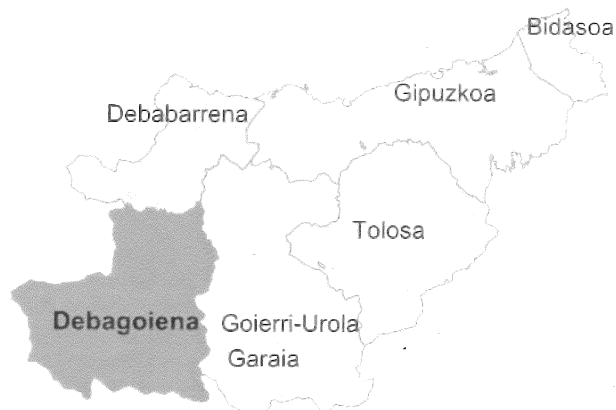 Bidasoa
Gipuzkoa
Debabarrena
Tolosa
Debagoiena
Goierri-Urola
Garaia